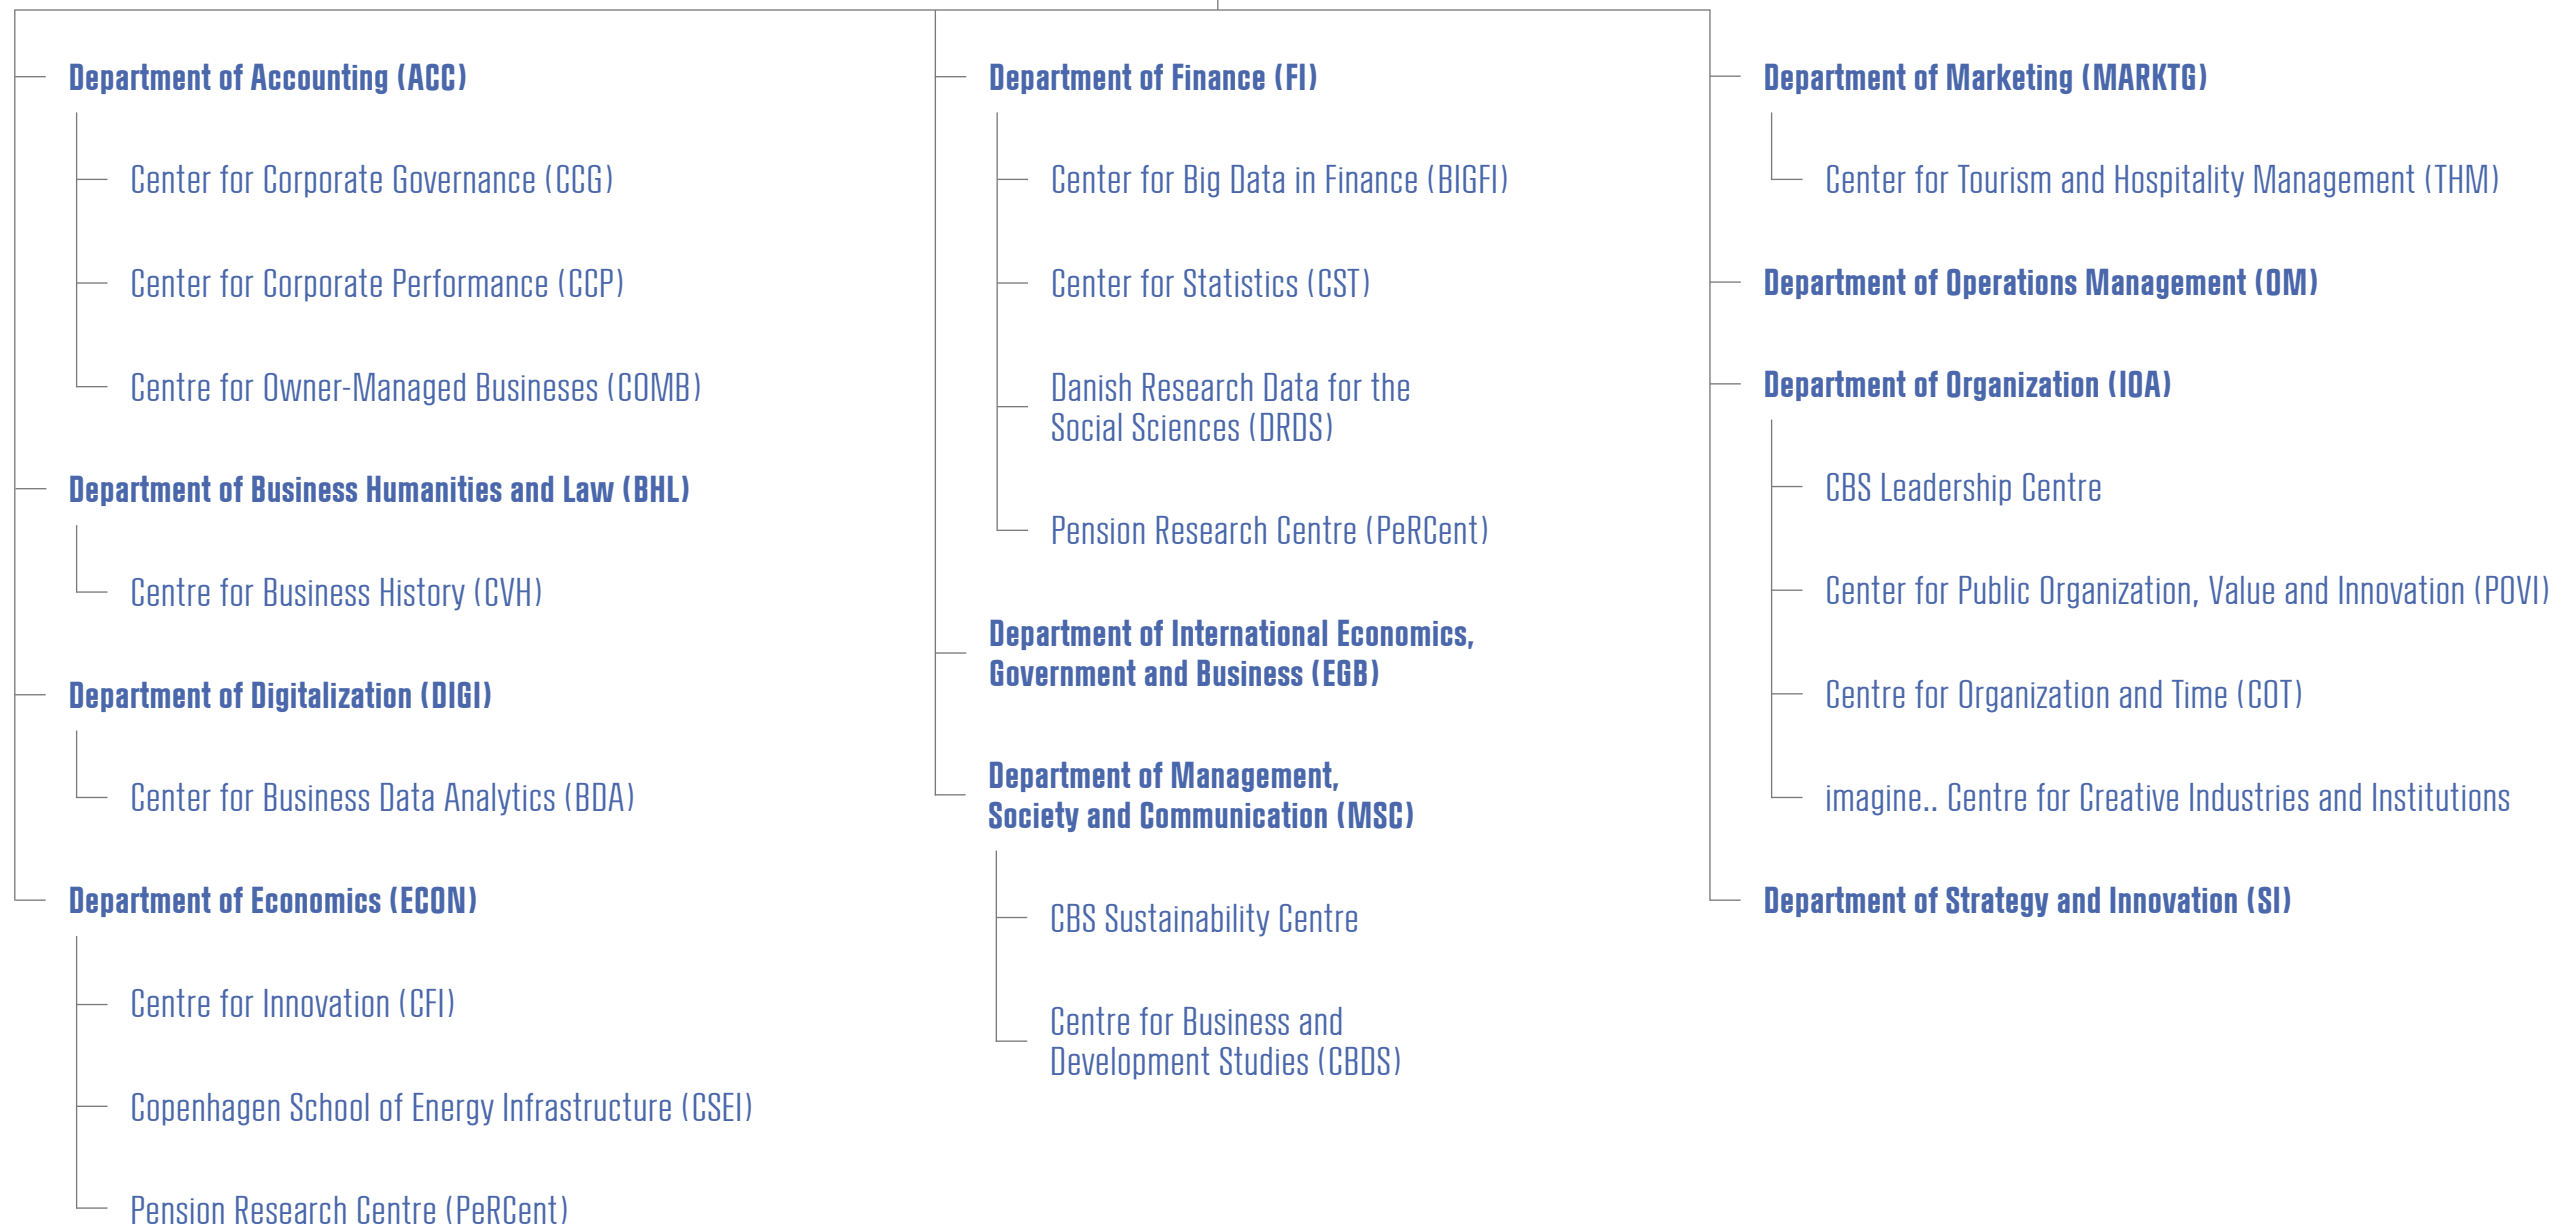 Department of Accounting (ACC)
Center for Corporate Governance (CCG)
Center for Corporate Performance (CCP)
Centre for Owner-Managed Busineses (COMB)
Department of Business Humanities and Law (BHL)
Centre for Business History (CVH)
Department of Digitalization (DIGI)
Center for Business Data Analytics (BDA)
Department of Economics (ECON)
Centre for Innovation (CFI)
Copenhagen School of Energy Infrastructure (CSEI)
Pension Research Centre (PeRCent)
Department of Finance (FI)
Center for Big Data in Finance (BIGFI)
Center for Statistics (CST)
Danish Research Data for the
Social Sciences (DRDS)
Pension Research Centre (PeRCent)
Department of International Economics,
Government and Business (EGB)
Department of Management,
Society and Communication (MSC)
CBS Sustainability Centre
Centre for Business and
Development Studies (CBDS)
Department of Marketing (MARKTG)
Center for Tourism and Hospitality Management (THM)
Department of Operations Management (OM)
Department of Organization (IOA)
CBS Leadership Centre
Center for Public Organization, Value and Innovation (POVI)
Centre for Organization and Time (COT)
imagine.. Centre for Creative Industries and Institutions
Department of Strategy and Innovation (SI)